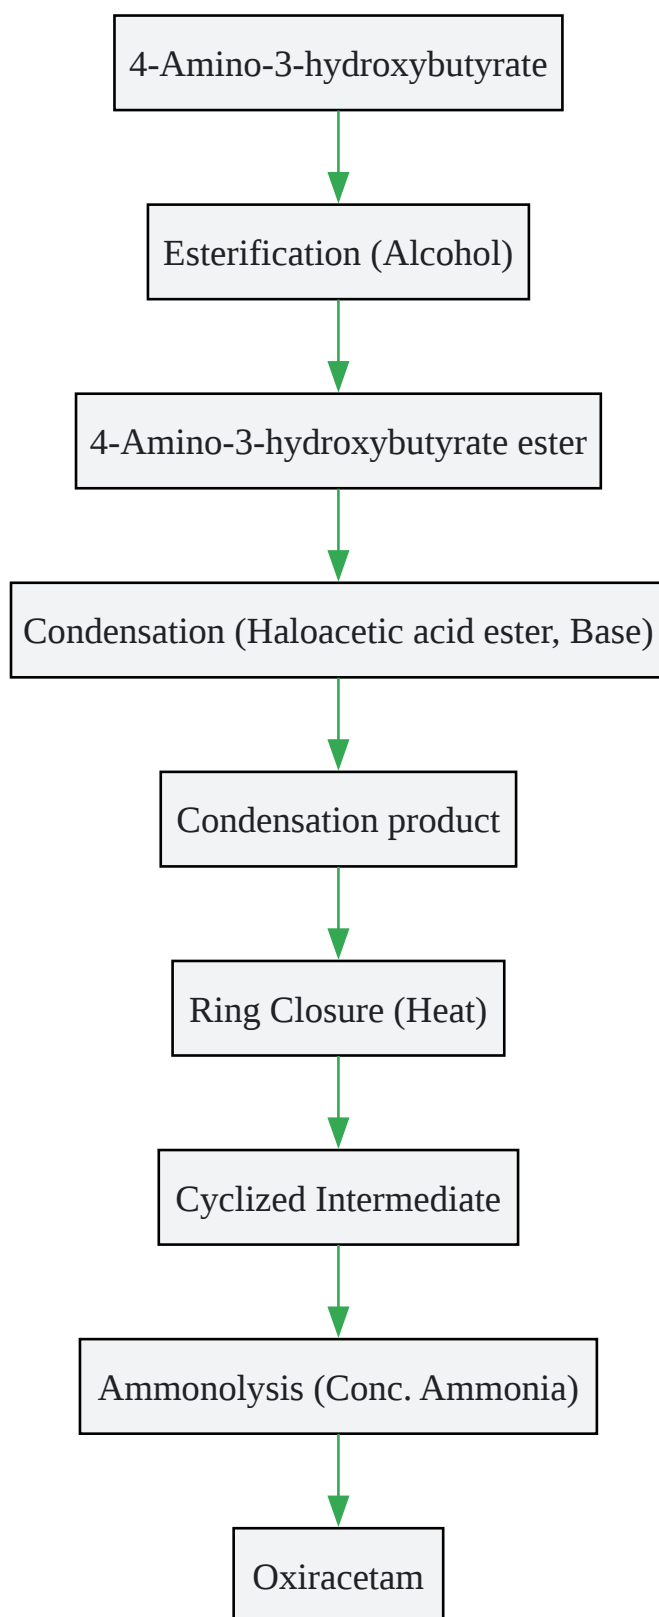 4-Amino-3-hydroxybutyrate
Esterification (Alcohol)
4-Amino-3-hydroxybutyrate ester
Condensation (Haloacetic acid ester, Base)
Condensation product
Ring Closure (Heat)
Cyclized Intermediate
Ammonolysis (Conc. Ammonia)
Oxiracetam